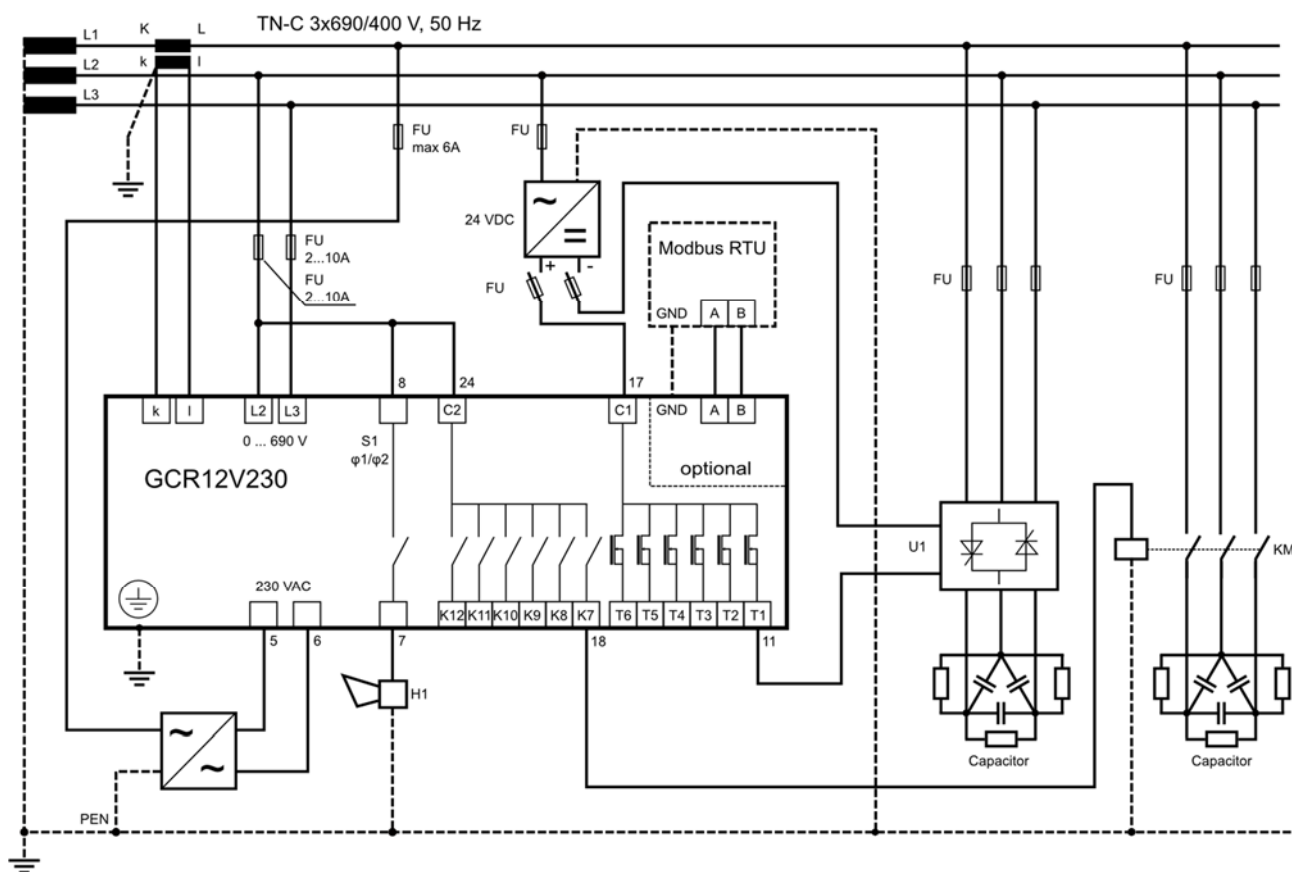 TN-C 3x690/400 V, 50 Hz
L1
K
L
L2
k
l
L3
FU
max 6A
FU
24 VDC
+
-
FU
FU
2...10A
FU
2...10A
Modbus RTU
GND
A
B
FU
FU
8
24
17
k
l
L2
L3
C2
C1
GND
A
B
0 ... 690 V
S1
φ1/φ2
optional
GCR12V230
U1
KM
230 VAC
K12
K11
K10
K9
K8
K7
T6
T5
T4
T3
T2
T1
5
6
7
18
11
H1
Capacitor
Capacitor
PEN